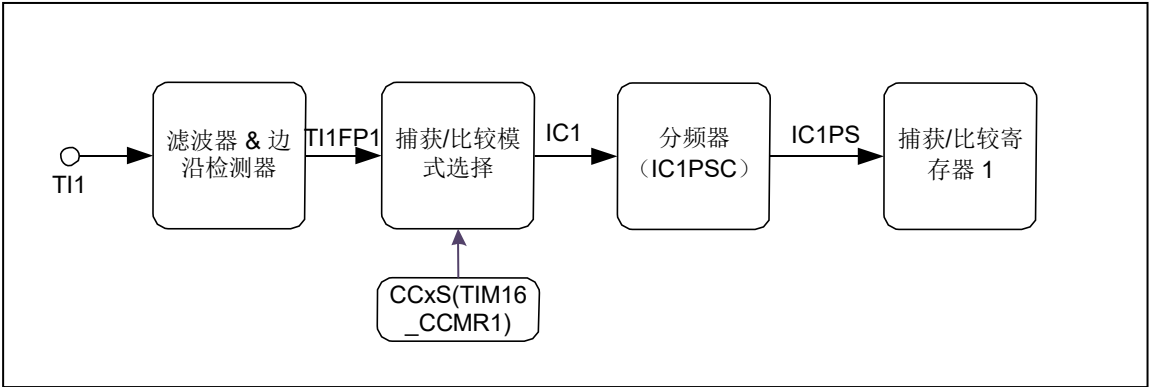 TI1
滤波器 & 边
沿检测器
TI1FP1
捕获/比较模
式选择
IC1
分频器
（IC1PSC）
IC1PS
捕获/比较寄
存器 1
CCxS(TIM16
_CCMR1)